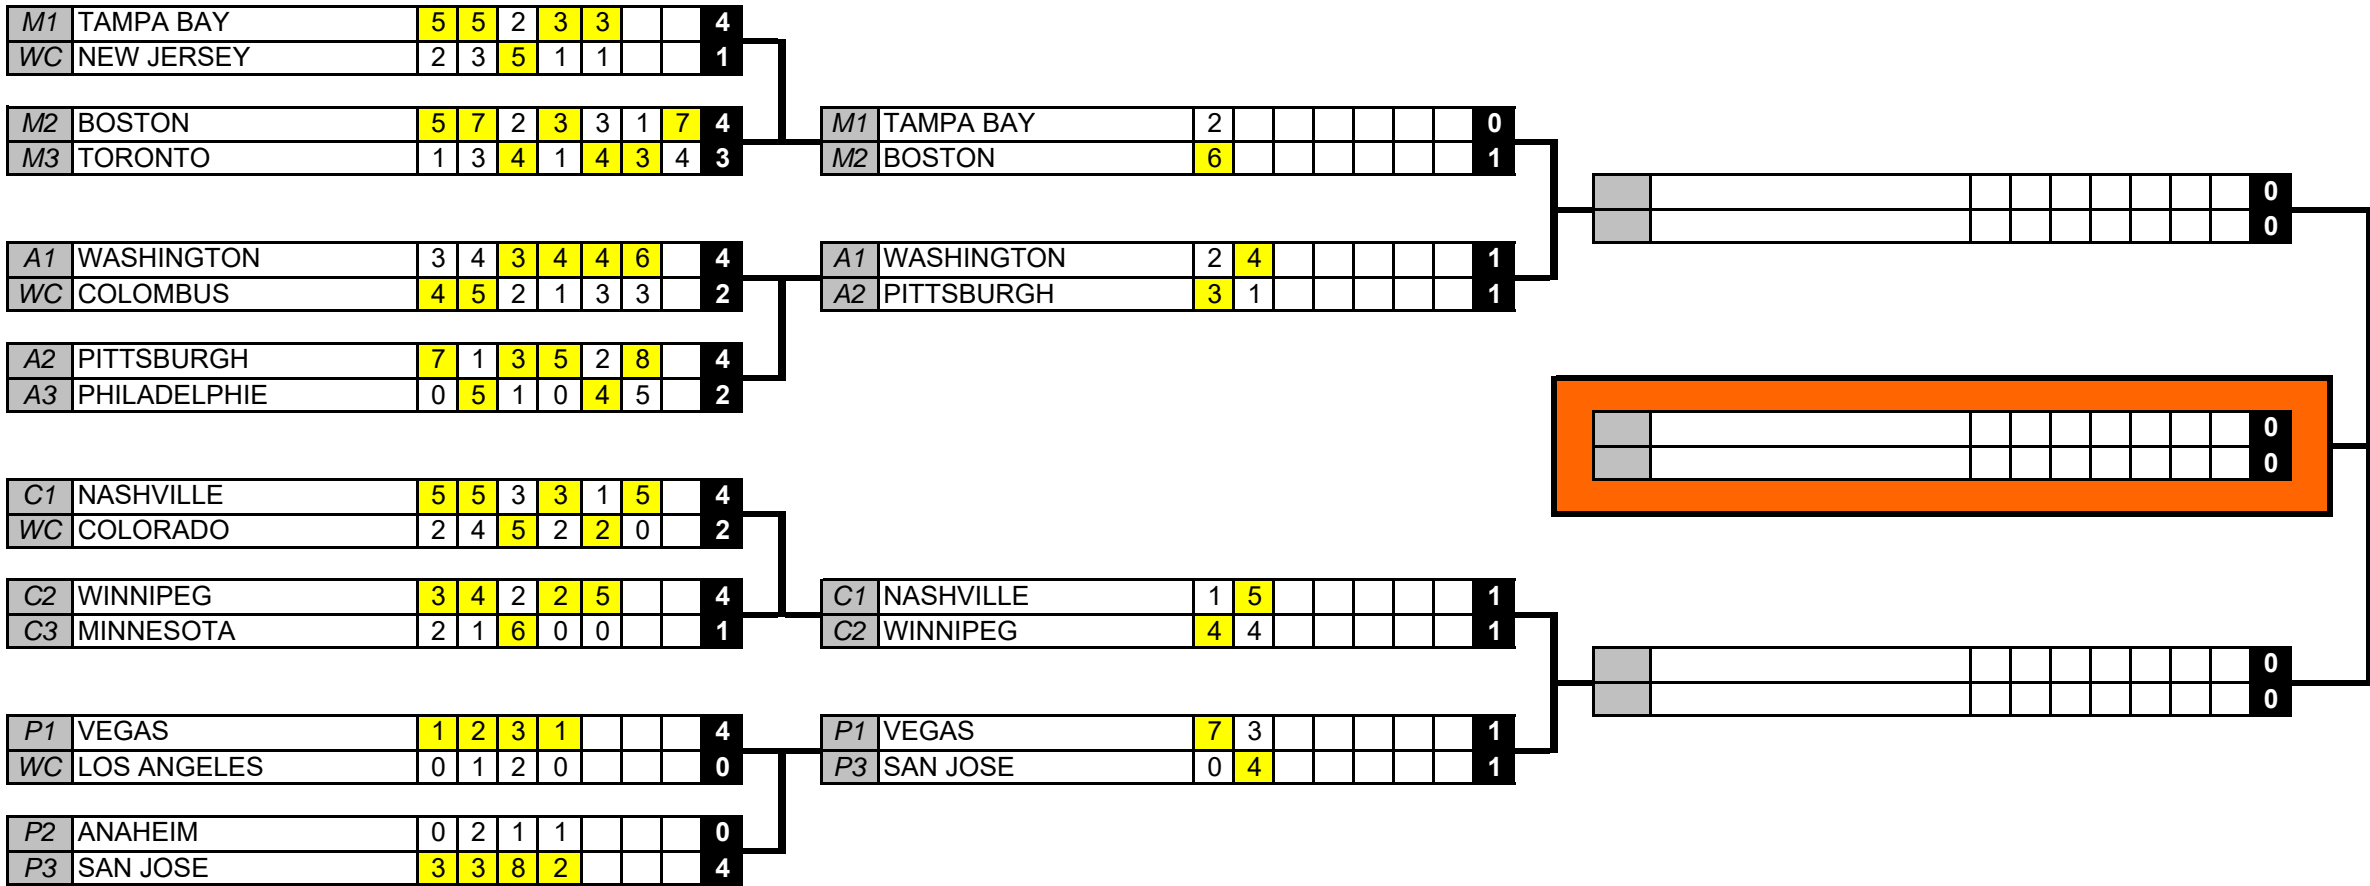 M1 TAMPA BAY 5 5 2 3 3 4
WC NEW JERSEY 2 3 5 1 1 1
M2 BOSTON 5 7 2 3 3 1 7 4
M3 TORONTO 1 3 4 1 4 3 4 3
A1 WASHINGTON 3 4 3 4 4 6 4
WC COLOMBUS 4 5 2 1 3 3 2
A2 PITTSBURGH 7 1 3 5 2 8 4
A3 PHILADELPHIE 0 5 1 0 4 5 2
C1 NASHVILLE 5 5 3 3 1 5 4
WC COLORADO 2 4 5 2 2 0 2
C2 WINNIPEG 3 4 2 2 5 4
C3 MINNESOTA 2 1 6 0 0 1
P1 VEGAS 1 2 3 1 4
WC LOS ANGELES 0 1 2 0 0
P2 ANAHEIM 0 2 1 1 0
P3 SAN JOSE 3 3 8 2 4
M1 TAMPA BAY 2 0
M2 BOSTON 6 1
A1 WASHINGTON 2 4 1
A2 PITTSBURGH 3 1 1
C1 NASHVILLE 1 5 1
C2 WINNIPEG 4 4 1
P1 VEGAS 7 3 1
P3 SAN JOSE 0 4 1
0
0
0
0
0
0